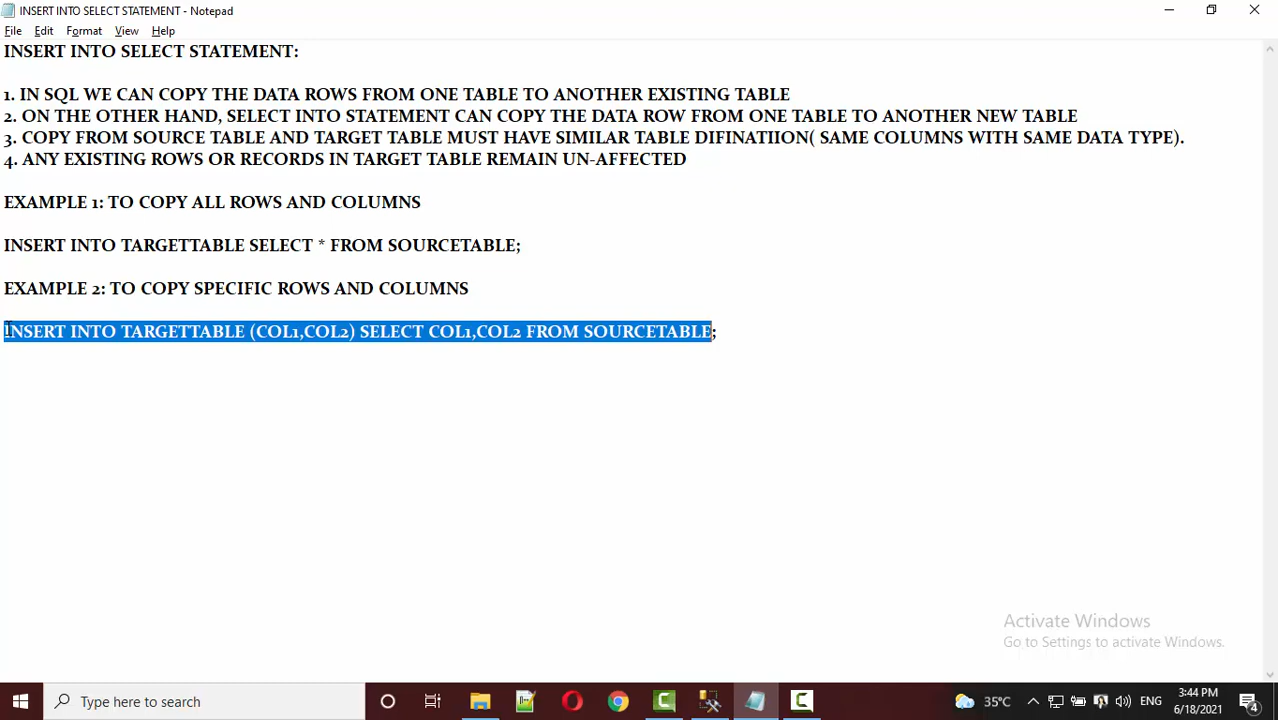 INSERT INTO SELECT STATEMENT - Notepad
File Edit Format View Help
INSERT INTO SELECT STATEMENT:
1. IN SQL WE CAN COPY THE DATA ROWS FROM ONE TABLE TO ANOTHER EXISTING TABLE
2. ON THE OTHER HAND, SELECT INTO STATEMENT CAN COPY THE DATA ROW FROM ONE TABLE TO ANOTHER NEW TABLE
3. COPY FROM SOURCE TABLE AND TARGET TABLE MUST HAVE SIMILAR TABLE DIFINATIION( SAME COLUMNS WITH SAME DATA TYPE).
4. ANY EXISTING ROWS OR RECORDS IN TARGET TABLE REMAIN UN-AFFECTED
EXAMPLE 1: TO COPY ALL ROWS AND COLUMNS
INSERT INTO TARGETTABLE SELECT * FROM SOURCETABLE;
EXAMPLE 2: TO COPY SPECIFIC ROWS AND COLUMNS
INSERT INTO TARGETTABLE (COL1,COL2) SELECT COL1,COL2 FROM SOURCETABLE;
Activate Windows
Go to Settings to activate Windows.
Type here to search
35°C
ENG
3:44 PM
6/18/2021
4